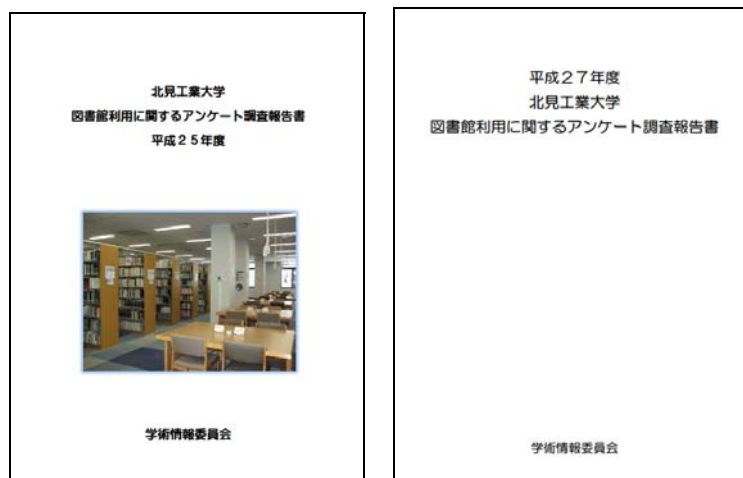 北見工業大学
図書館利用に関するアンケート調査報告書
平成25年度
学術情報委員会
平成27年度
北見工業大学
図書館利用に関するアンケート調査報告書
学術情報委員会